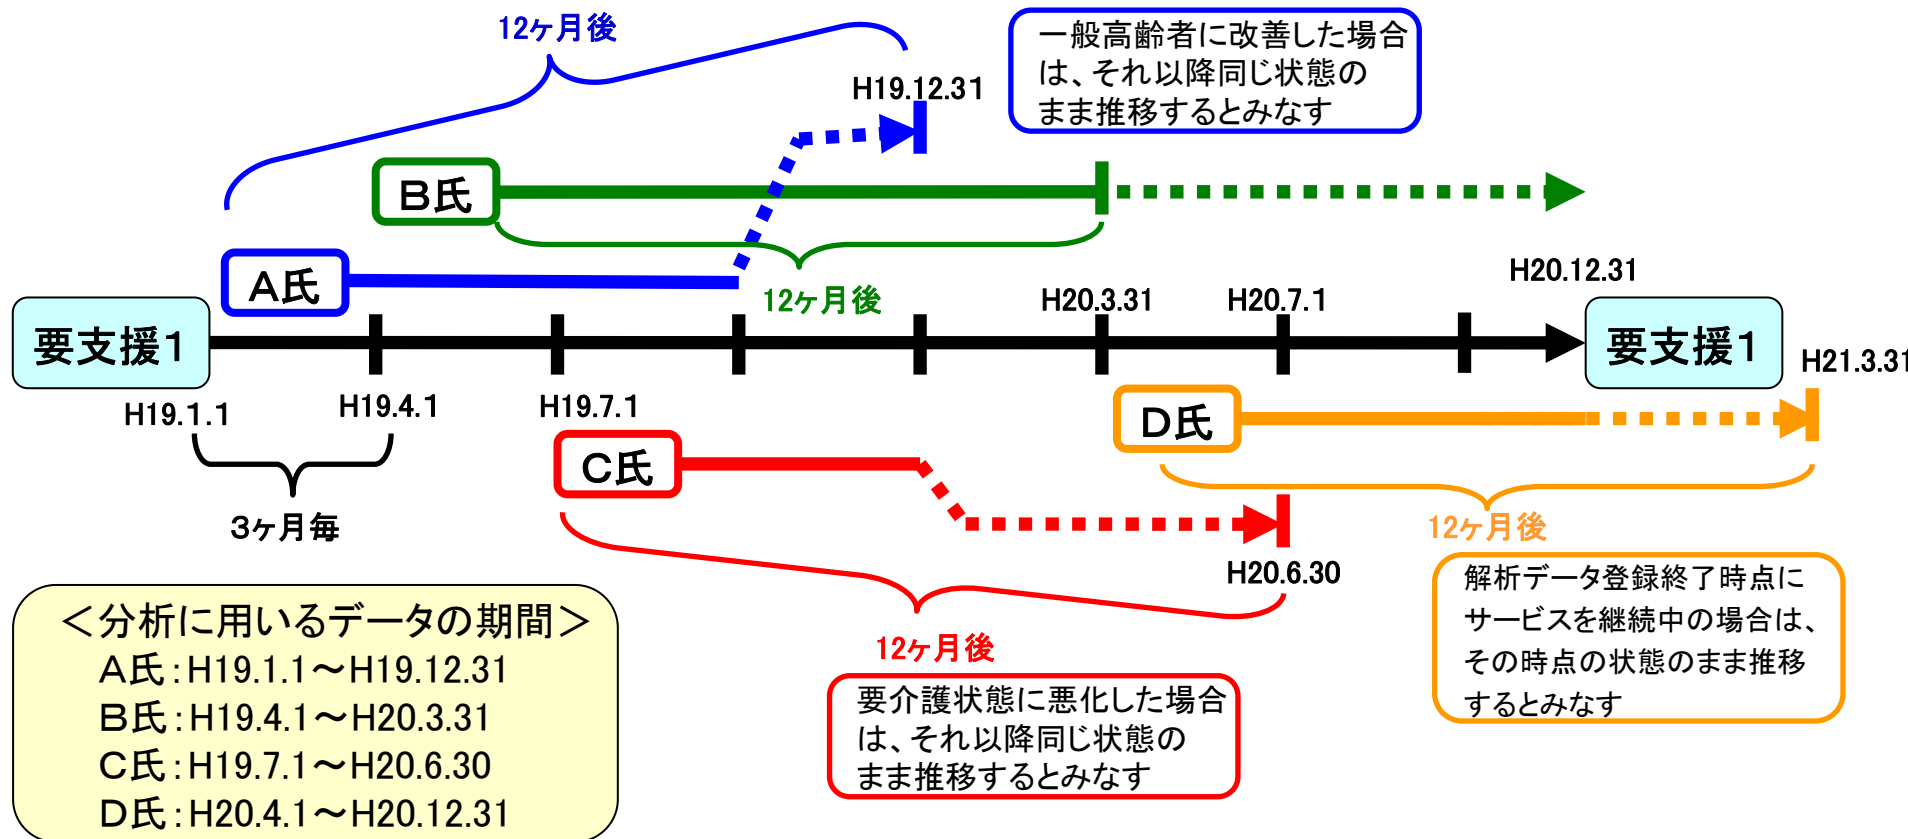 12ヶ月後
一般高齢者に改善した場合
は、それ以降同じ状態の
まま推移するとみなす
H19.12.31
B氏
A氏
12ヶ月後
H20.3.31
H20.7.1
H20.12.31
要支援1
要支援1
H21.3.31
H19.1.1
H19.4.1
H19.7.1
D氏
C氏
3ヶ月毎
12ヶ月後
H20.6.30
12ヶ月後
解析データ登録終了時点に
サービスを継続中の場合は、
その時点の状態のまま推移
するとみなす
要介護状態に悪化した場合
は、それ以降同じ状態の
まま推移するとみなす
＜分析に用いるデータの期間＞
A氏：H19.1.1～H19.12.31
B氏：H19.4.1～H20.3.31
C氏：H19.7.1～H20.6.30
D氏：H20.4.1～H20.12.31